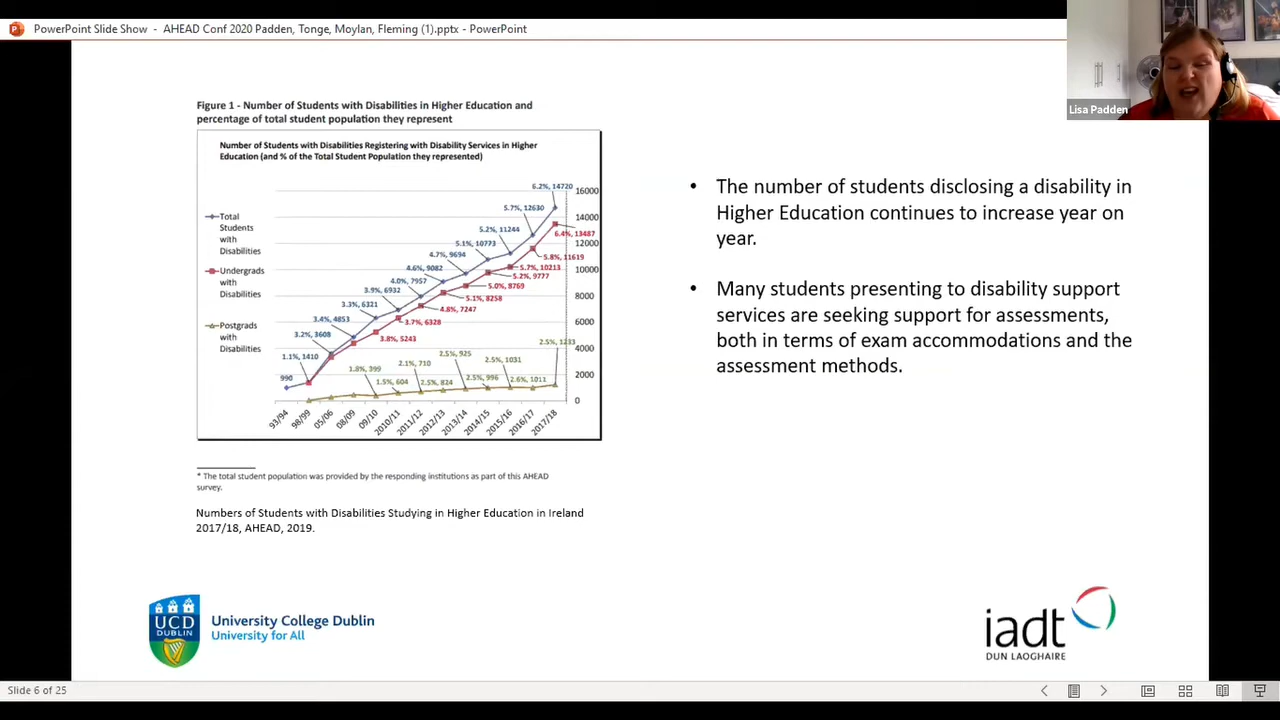 PowerPoint Slide Show - AHEAD Conf 2020 Padden, Tonge, Moylan, Fleming (1).pptx - PowerPoint
Lisa Padden
Figure 1 - Number of Students with Disabilities in Higher Education and
percentage of total student population they represent
Number of Students with Disabilities Registering with Disability Services in Higher
Education (and % of the Total Student Population they represented)
Total
Students
with
Disabilities
Undergrads
with
Disabilities
Postgrads
with
Disabilities
990
1.1%, 1410
3.2%, 3608
3.4%, 4853
3.3%, 6321
3.9%, 6932
4.0%, 7957
4.6%, 9082
4.7%, 9694
5.1%, 10773
5.2%, 11244
5.7%, 12630
6.2%, 14720
3.8%, 5243
3.7%, 6328
4.8%, 7247
5.1%, 8258
5.0%, 8769
5.2%, 9777
5.7%, 10213
5.8%, 11619
6.4%, 13487
1.8%, 399
1.5%, 604
2.1%, 710
2.5%, 824
2.5%, 925
2.5%, 996
2.5%, 1031
2.6%, 1011
2.5%, 1233
16000
14000
12000
10000
8000
6000
4000
2000
0
93/94
98/99
05/06
08/09
09/10
2010/11
2011/12
2012/13
2013/14
2014/15
2015/16
2016/17
2017/18
* The total student population was provided by the responding institutions as part of this AHEAD
survey.
Numbers of Students with Disabilities Studying in Higher Education in Ireland
2017/18, AHEAD, 2019.
• The number of students disclosing a disability in
Higher Education continues to increase year on
year.
• Many students presenting to disability support
services are seeking support for assessments,
both in terms of exam accommodations and the
assessment methods.
UCD
DUBLIN
University College Dublin
University for All
iadt
DUN LAOGHAIRE
Slide 6 of 25